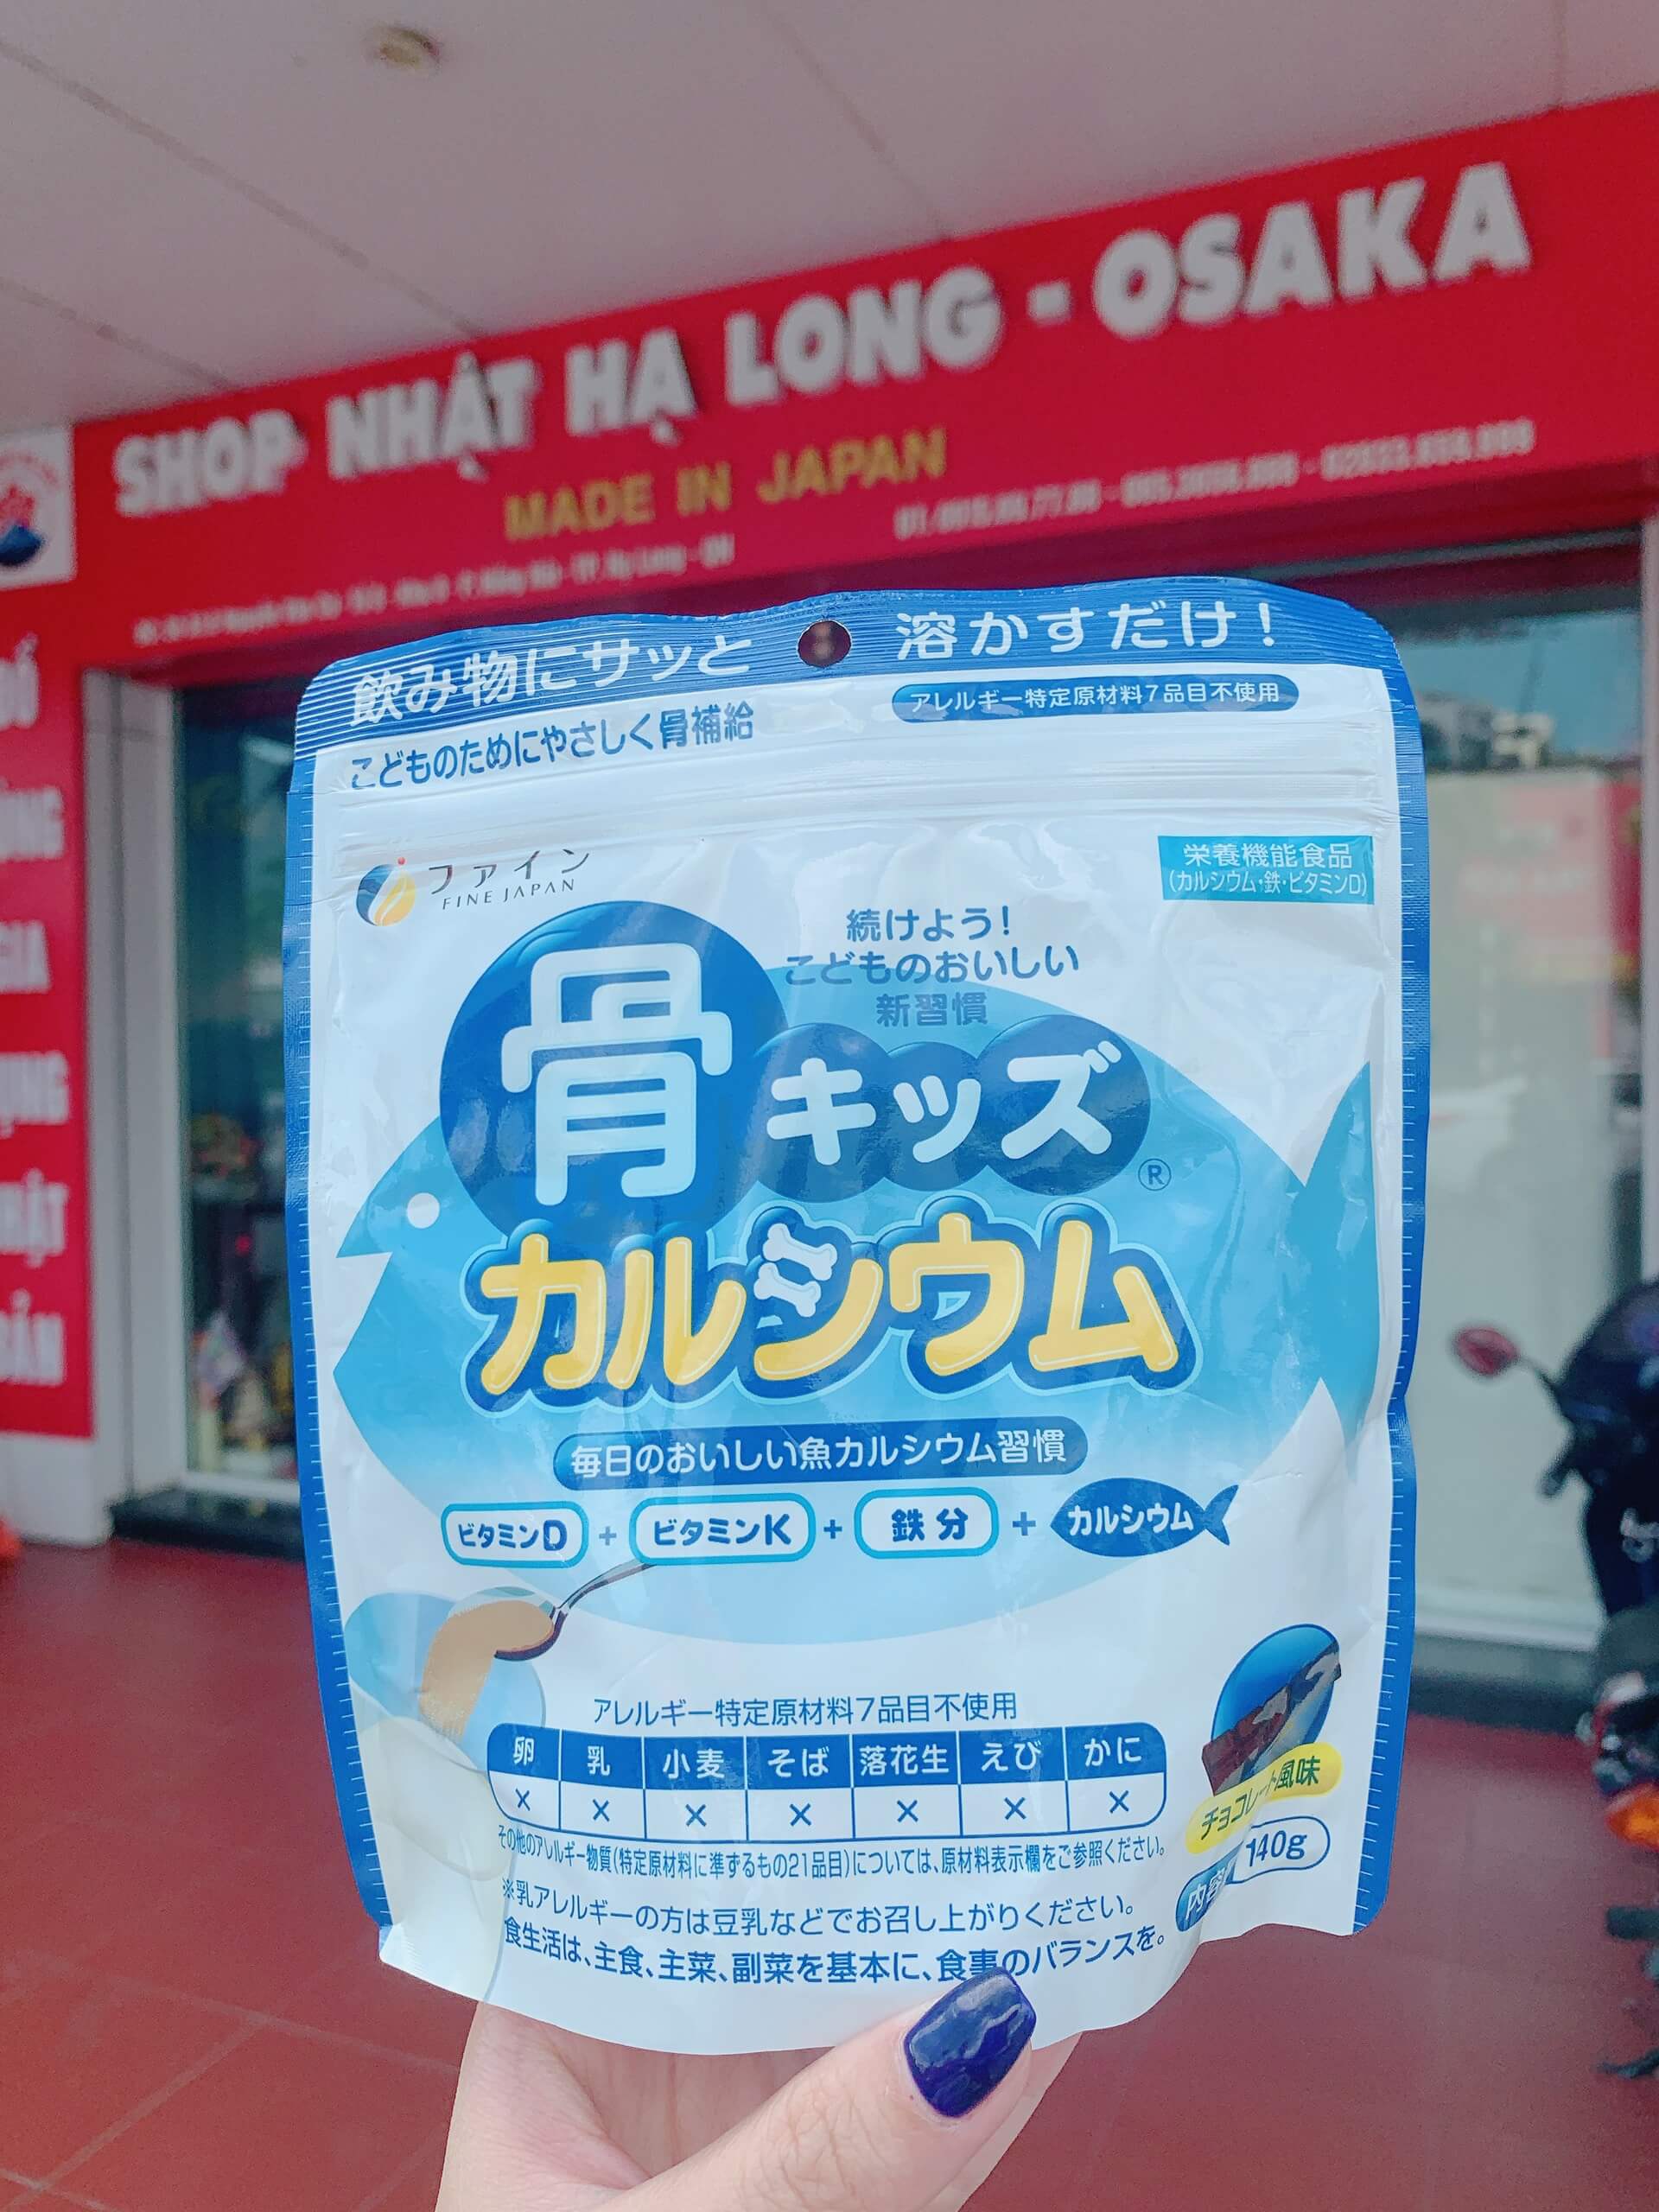 SHOP NHẬT HẠ LONG - OSAKA
MADE IN JAPAN
飲み物にサッと 溶かすだけ！
こどものためにやさしく骨補給
アレルギー特定原材料7品目不使用
ファイン
FINE JAPAN
栄養機能食品
(カルシウム・鉄・ビタミンD)
続けよう！
こどものおいしい
新習慣
骨キッズ®
カルシウム
毎日のおいしい魚カルシウム習慣
ビタミンD + ビタミンK + 鉄分 + カルシウム
アレルギー特定原材料7品目不使用
卵 乳 小麦 そば 落花生 えび かに
× × × × × × ×
その他のアレルギー物質(特定原材料に準ずるもの21品目)については、原材料表示欄をご参照ください。
※乳アレルギーの方は豆乳などでお召し上がりください。
食生活は、主食、主菜、副菜を基本に、食事のバランスを。
チョコレート風味
内容 140g